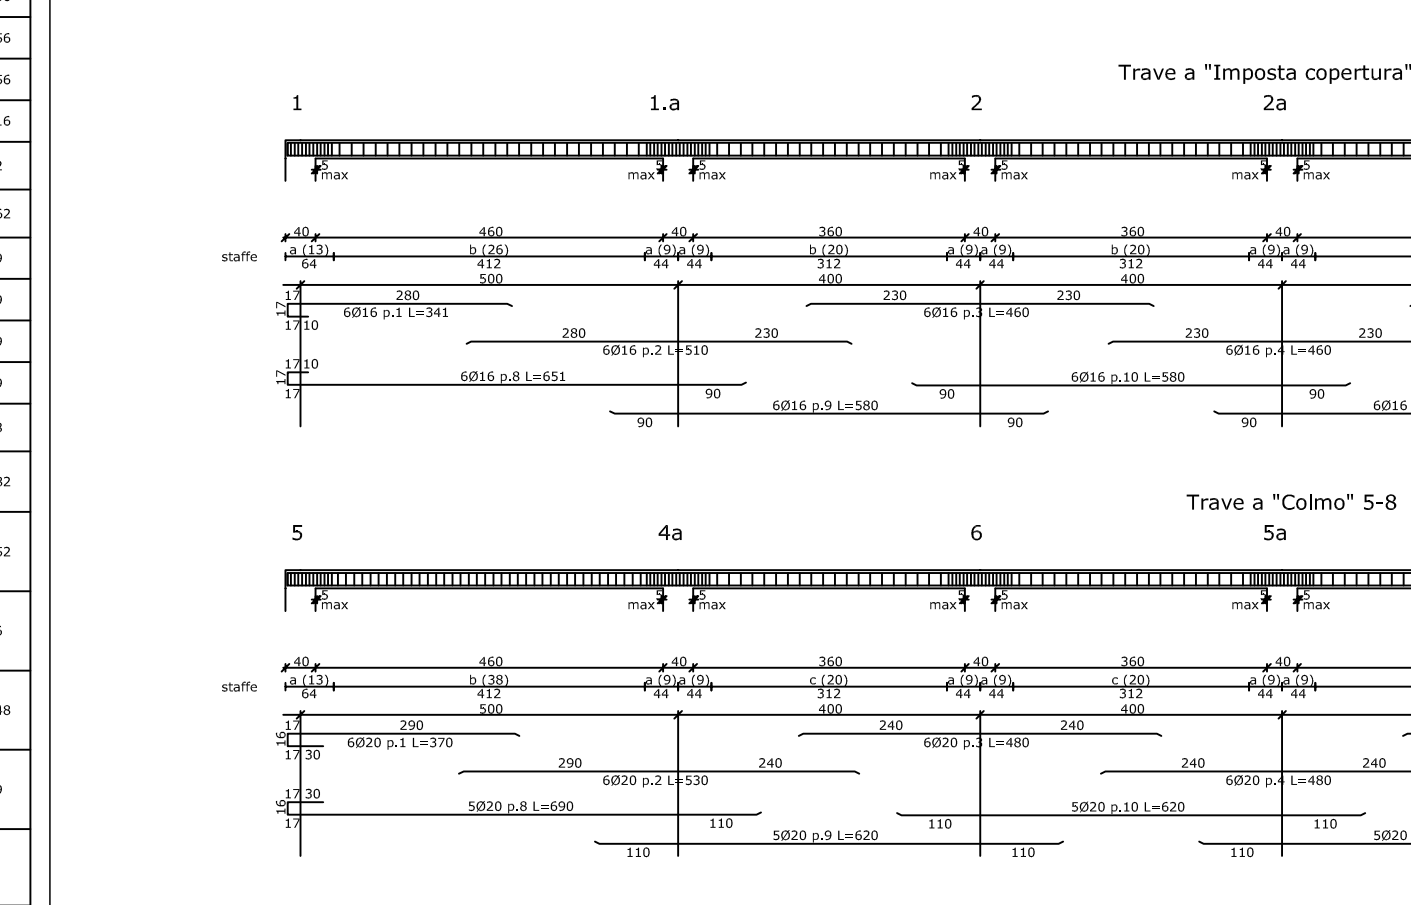 Trave a "Imposta copertura"
1 1.a 2 2a
5 5 5 5 5 5 5
max max max max max max max
40 460 40 360 40 360 40
staffe a (13) b (26) a (9) a (9) b (20) a (9) a (9) b (20) a (9) a (9)
64 412 44 44 312 44 44 312 44 44
500 400 400
17 280 230 230
17 6Ø16 p.1 L=341 6Ø16 p.3 L=460
17 10
280 230 230 230
6Ø16 p.2 L=510 6Ø16 p.4 L=460
17 10
17 6Ø16 p.8 L=651 6Ø16 p.10 L=580
17 90 90 90
6Ø16 p.9 L=580 6Ø16
90 90 90
Trave a "Colmo" 5-8
5 4a 6 5a
5 5 5 5 5 5 5
max max max max max max max
40 460 40 360 40 360 40
staffe a (13) b (38) a (9) a (9) c (20) a (9) a (9) c (20) a (9) a (9)
64 412 44 44 312 44 44 312 44 44
500 400 400
17 290 240 240
16 6Ø20 p.1 L=370 6Ø20 p.3 L=480
17 30
290 240 240 240
6Ø20 p.2 L=530 6Ø20 p.4 L=480
17 30
16 5Ø20 p.8 L=690 5Ø20 p.10 L=620
17 110 110 110
5Ø20 p.9 L=620 5Ø20
110 110 110